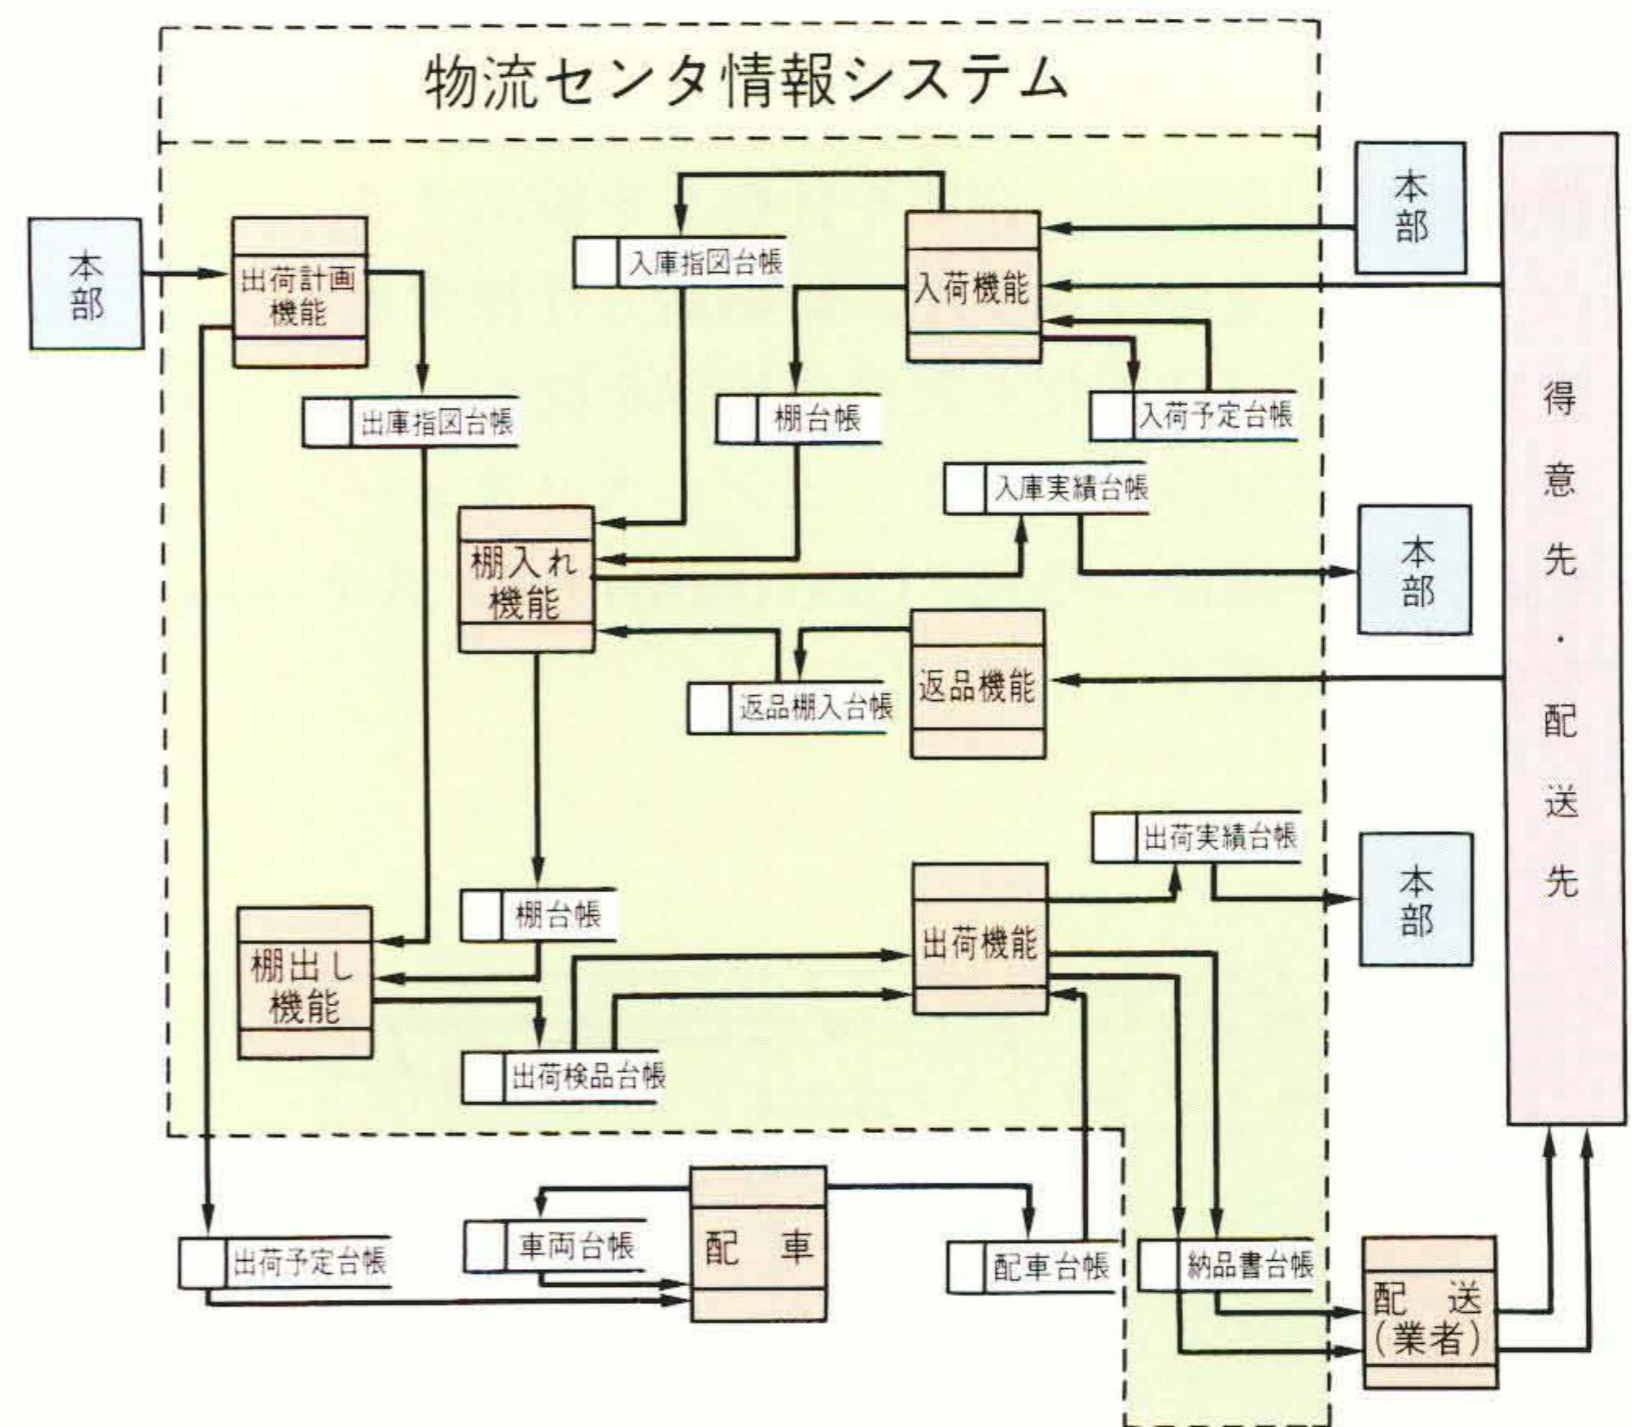 物流センタ情報システム
本部
本部
出荷計画
機能
入庫指図台帳
入荷機能
出庫指図台帳
棚台帳
入荷予定台帳
得意先・配送先
入庫実績台帳
棚入れ
機能
本部
返品棚入台帳
返品機能
出荷実績台帳
本部
棚台帳
出荷機能
棚出し
機能
出荷検品台帳
出荷予定台帳
車両台帳
配車
配車台帳
納品書台帳
配送
(業者)